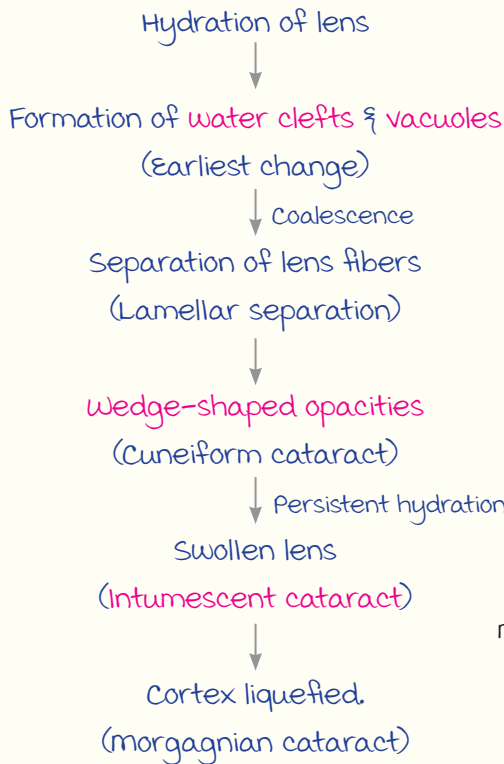 Hydration of lens
Formation of water clefts & vacuoles
(Earliest change)
Coalescence
Separation of lens fibers
(Lamellar separation)
Wedge-shaped opacities
(Cuneiform cataract)
Persistent hydration
Swollen lens
(Intumescent cataract)
Cortex liquefied.
(morgagnian cataract)